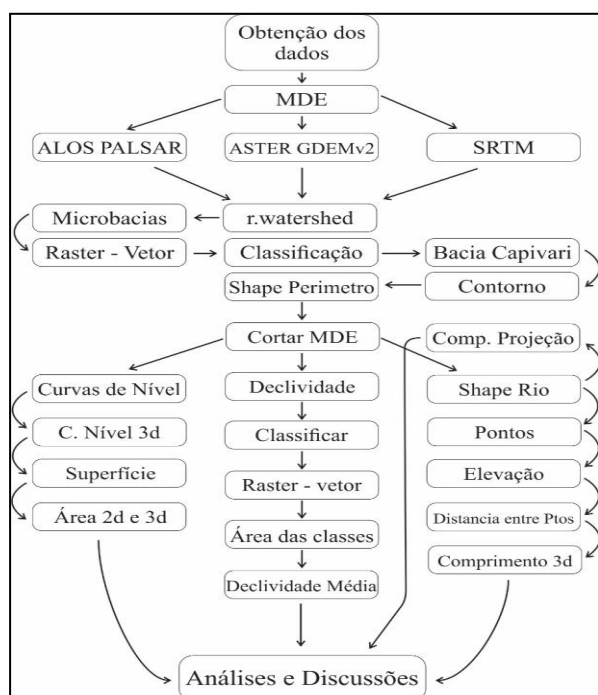 Obtenção dos
dados
MDE
ALOS PALSAR
ASTER GDEMv2
SRTM
Microbacias
r.watershed
Raster - Vetor
Classificação
Bacia Capivari
Shape Perimetro
Contorno
Cortar MDE
Comp. Projeção
Curvas de Nível
Declividade
Shape Rio
C. Nível 3d
Classificar
Pontos
Superfície
Raster - vetor
Elevação
Área 2d e 3d
Área das classes
Distancia entre Ptos
Declividade Média
Comprimento 3d
Análises e Discussões